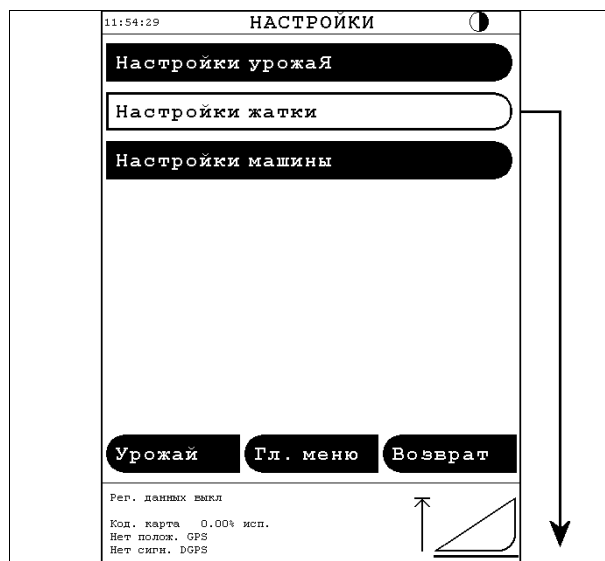 11:54:29 НАСТРОЙКИ
Настройки урожаЯ
Настройки жатки
Настройки машины
Урожай Гл. меню Возврат
Рег. данных выкл
Код. карта 0.00% исп.
Нет полож. GPS
Нет сигн. DGPS